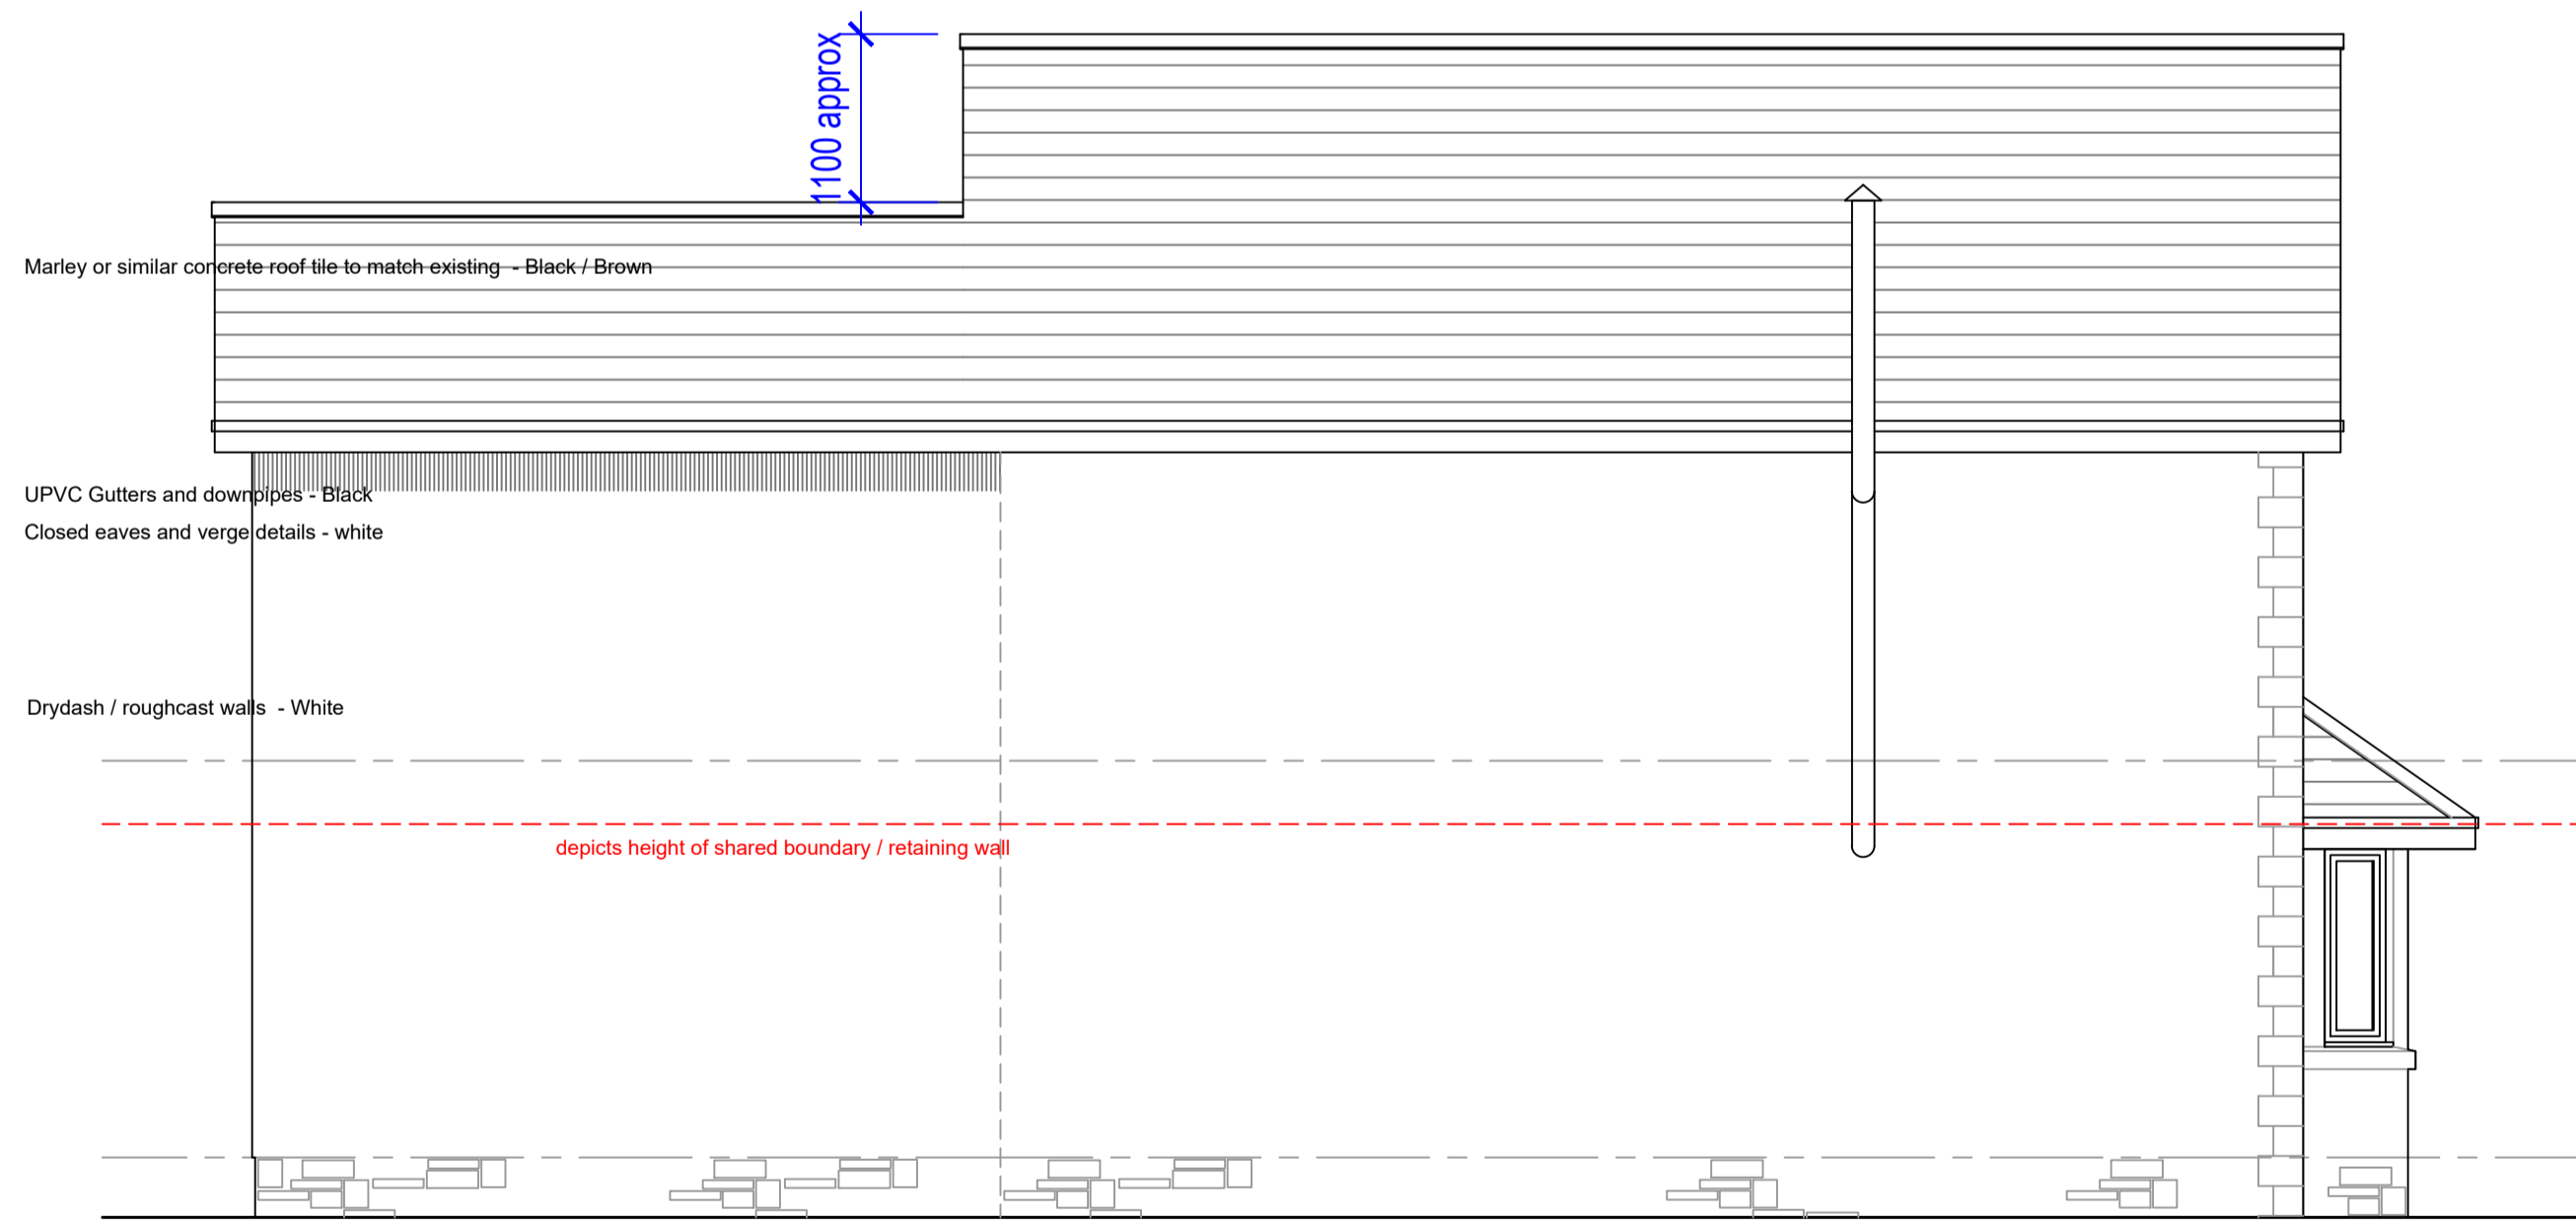 1100 approx
Marley or similar concrete roof tile to match existing  - Black / Brown
UPVC Gutters and downpipes - Black
Closed eaves and verge details - white
Drydash / roughcast walls  - White
depicts height of shared boundary / retaining wall